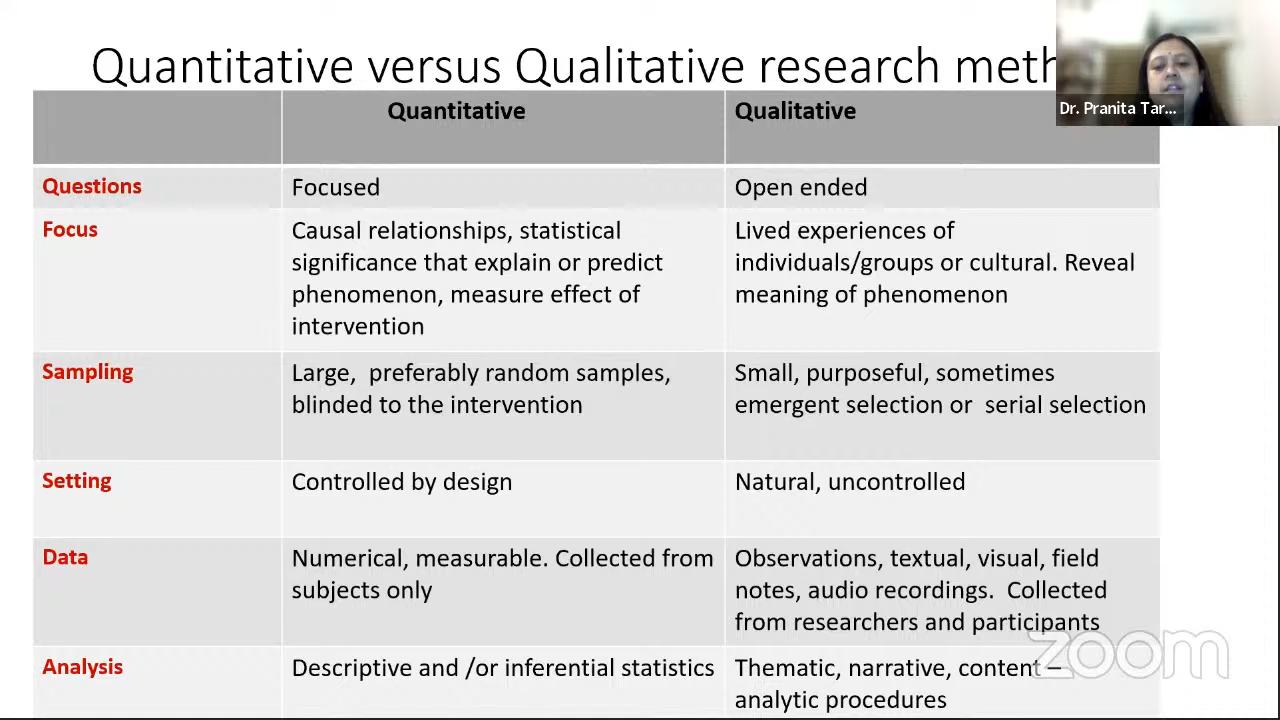 Quantitative versus Qualitative research meth
Dr. Pranita Tar...
Quantitative
Qualitative
Questions
Focused
Open ended
Focus
Causal relationships, statistical
significance that explain or predict
phenomenon, measure effect of
intervention
Lived experiences of
individuals/groups or cultural. Reveal
meaning of phenomenon
Sampling
Large,  preferably random samples,
blinded to the intervention
Small, purposeful, sometimes
emergent selection or  serial selection
Setting
Controlled by design
Natural, uncontrolled
Data
Numerical, measurable. Collected from
subjects only
Observations, textual, visual, field
notes, audio recordings.  Collected
from researchers and participants
Analysis
Descriptive and /or inferential statistics
Thematic, narrative, content –
analytic procedures
zoom